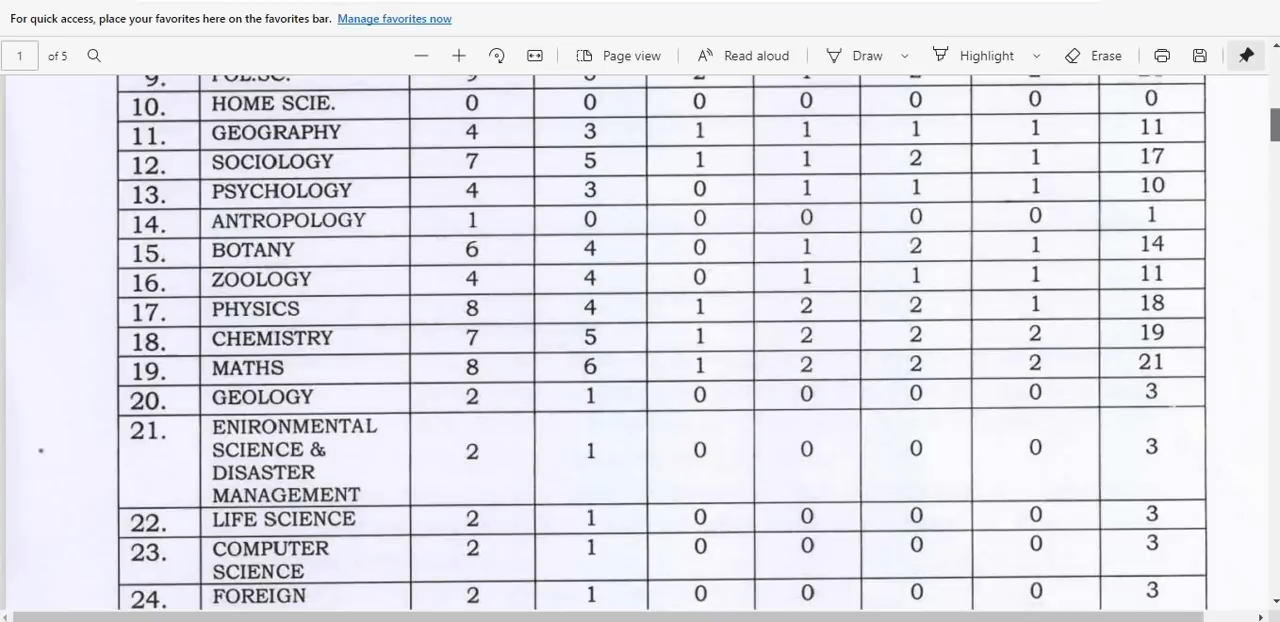 For quick access, place your favorites here on the favorites bar. Manage favorites now
1 of 5 Page view Read aloud Draw Highlight Erase
9. POL.SC.
10. HOME SCIE. 0 0 0 0 0 0 0
11. GEOGRAPHY 4 3 1 1 1 1 11
12. SOCIOLOGY 7 5 1 1 2 1 17
13. PSYCHOLOGY 4 3 0 1 1 1 10
14. ANTROPOLOGY 1 0 0 0 0 0 1
15. BOTANY 6 4 0 1 2 1 14
16. ZOOLOGY 4 4 0 1 1 1 11
17. PHYSICS 8 4 1 2 2 1 18
18. CHEMISTRY 7 5 1 2 2 2 19
19. MATHS 8 6 1 2 2 2 21
20. GEOLOGY 2 1 0 0 0 0 3
21. ENIRONMENTAL
SCIENCE & 2 1 0 0 0 0 3
DISASTER
MANAGEMENT
22. LIFE SCIENCE 2 1 0 0 0 0 3
23. COMPUTER 2 1 0 0 0 0 3
SCIENCE
24. FOREIGN 2 1 0 0 0 0 3